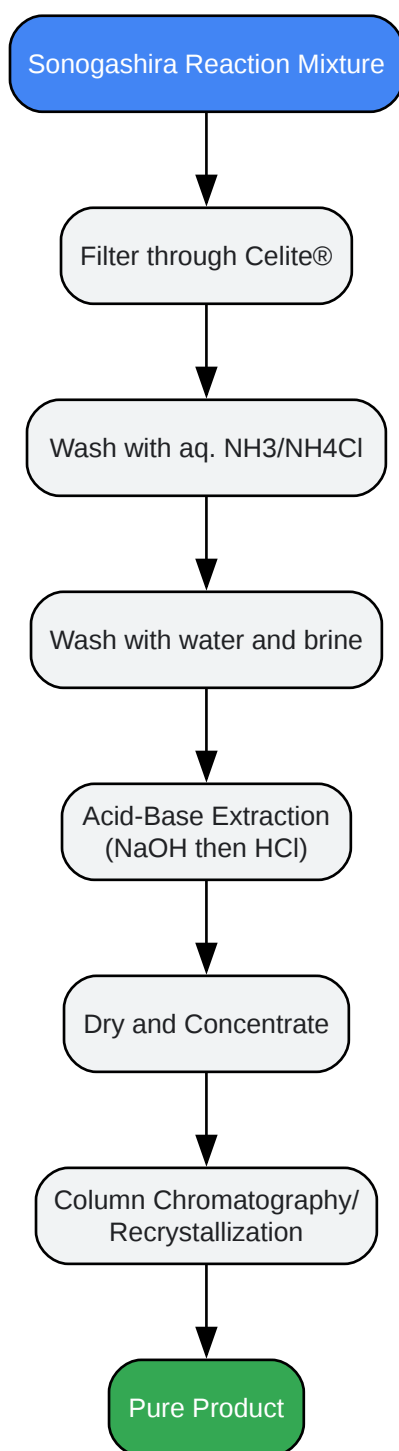 Sonogashira Reaction Mixture
Filter through Celite®
Wash with aq. NH3/NH4Cl
Wash with water and brine
Acid-Base Extraction
(NaOH then HCl)
Dry and Concentrate
Column Chromatography/
Recrystallization
Pure Product